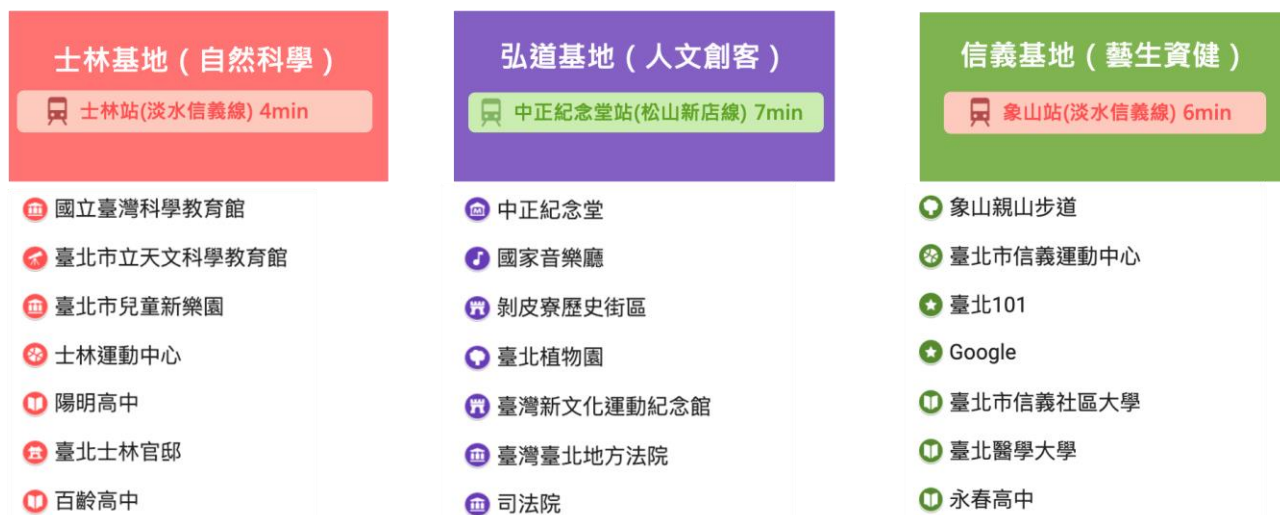 士林基地 ( 自然科學 )
士林站(淡水信義線) 4min
國立臺灣科學教育館
臺北市立天文科學教育館
臺北市兒童新樂園
士林運動中心
陽明高中
臺北士林官邸
百齡高中
弘道基地 ( 人文創客 )
中正紀念堂站(松山新店線) 7min
中正紀念堂
國家音樂廳
剝皮寮歷史街區
臺北植物園
臺灣新文化運動紀念館
臺灣臺北地方法院
司法院
信義基地 ( 藝生資健 )
象山站(淡水信義線) 6min
象山親山步道
臺北市信義運動中心
臺北101
Google
臺北市信義社區大學
臺北醫學大學
永春高中